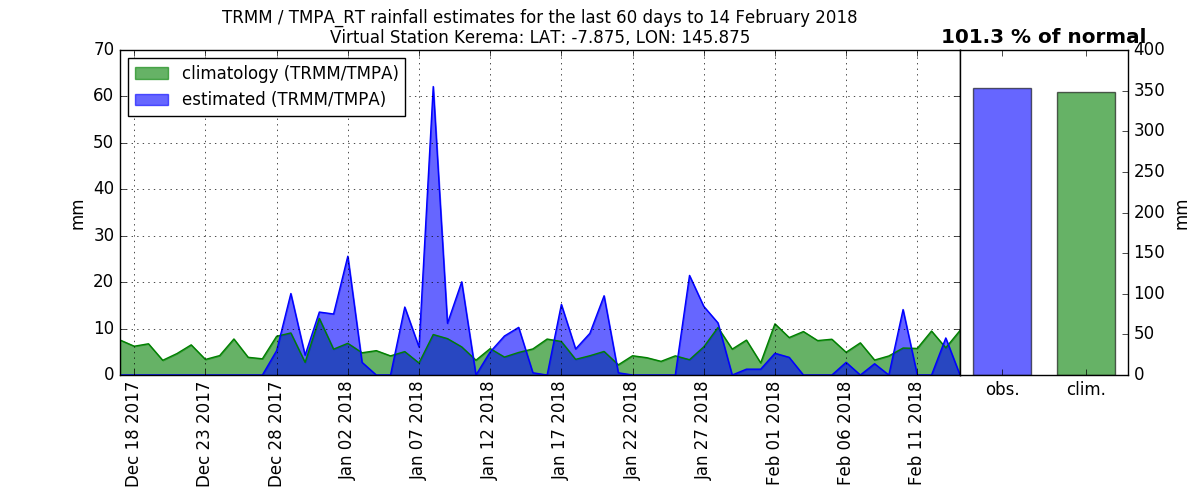 TRMM / TMPA_RT rainfall estimates for the last 60 days to 14 February 2018
Virtual Station Kerema: LAT: -7.875, LON: 145.875
101.3 % of normal
climatology (TRMM/TMPA)
estimated (TRMM/TMPA)
70
60
50
40
30
20
10
0
mm
400
350
300
250
200
150
100
50
0
mm
Dec 18 2017
Dec 23 2017
Dec 28 2017
Jan 02 2018
Jan 07 2018
Jan 12 2018
Jan 17 2018
Jan 22 2018
Jan 27 2018
Feb 01 2018
Feb 06 2018
Feb 11 2018
obs.
clim.